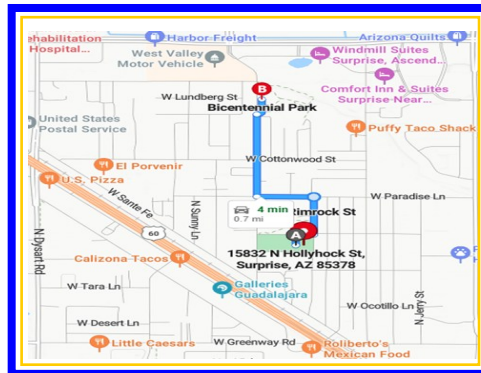 ehabilitation
Hospital...
Harbor Freight
Arizona Quilts
West Valley
Motor Vehicle
Windmill Suites
Surprise, Ascend...
Comfort Inn & Suites
Surprise Near...
W Lundberg St
B
Bicentennial Park
United States
Postal Service
Puffy Taco Shack
El Porvenir
W Cottonwood St
U.S. Pizza
W Sante Fe
N Sunny Ln
W Paradise Ln
4 min
0.7 mi
imrock St
N Dysart Rd
60
A
15832 N Hollyhock St,
Surprise, AZ 85378
Calizona Tacos
W Tara Ln
Galleries
Guadalajara
W Ocotillo Ln
N Jerry St
W Desert Ln
Little Caesars
W Greenway Rd
Roliberto's
Mexican Food